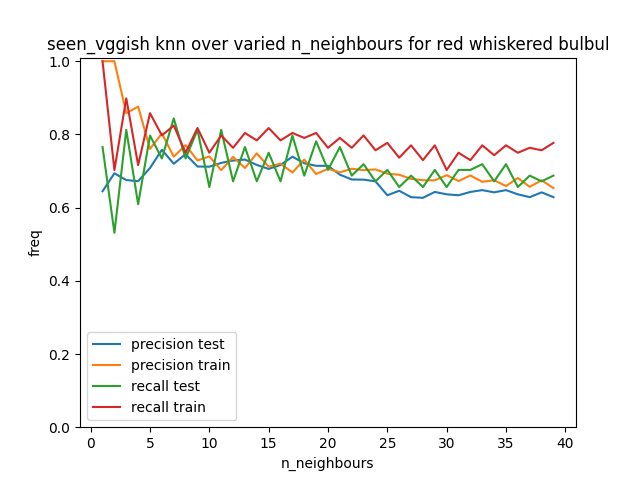 seen_vggish knn over varied n_neighbours for red whiskered bulbul
1.0
0.8
0.6
0.4
0.2
0.0
freq
precision test
precision train
recall test
recall train
0 5 10 15 20 25 30 35 40
n_neighbours